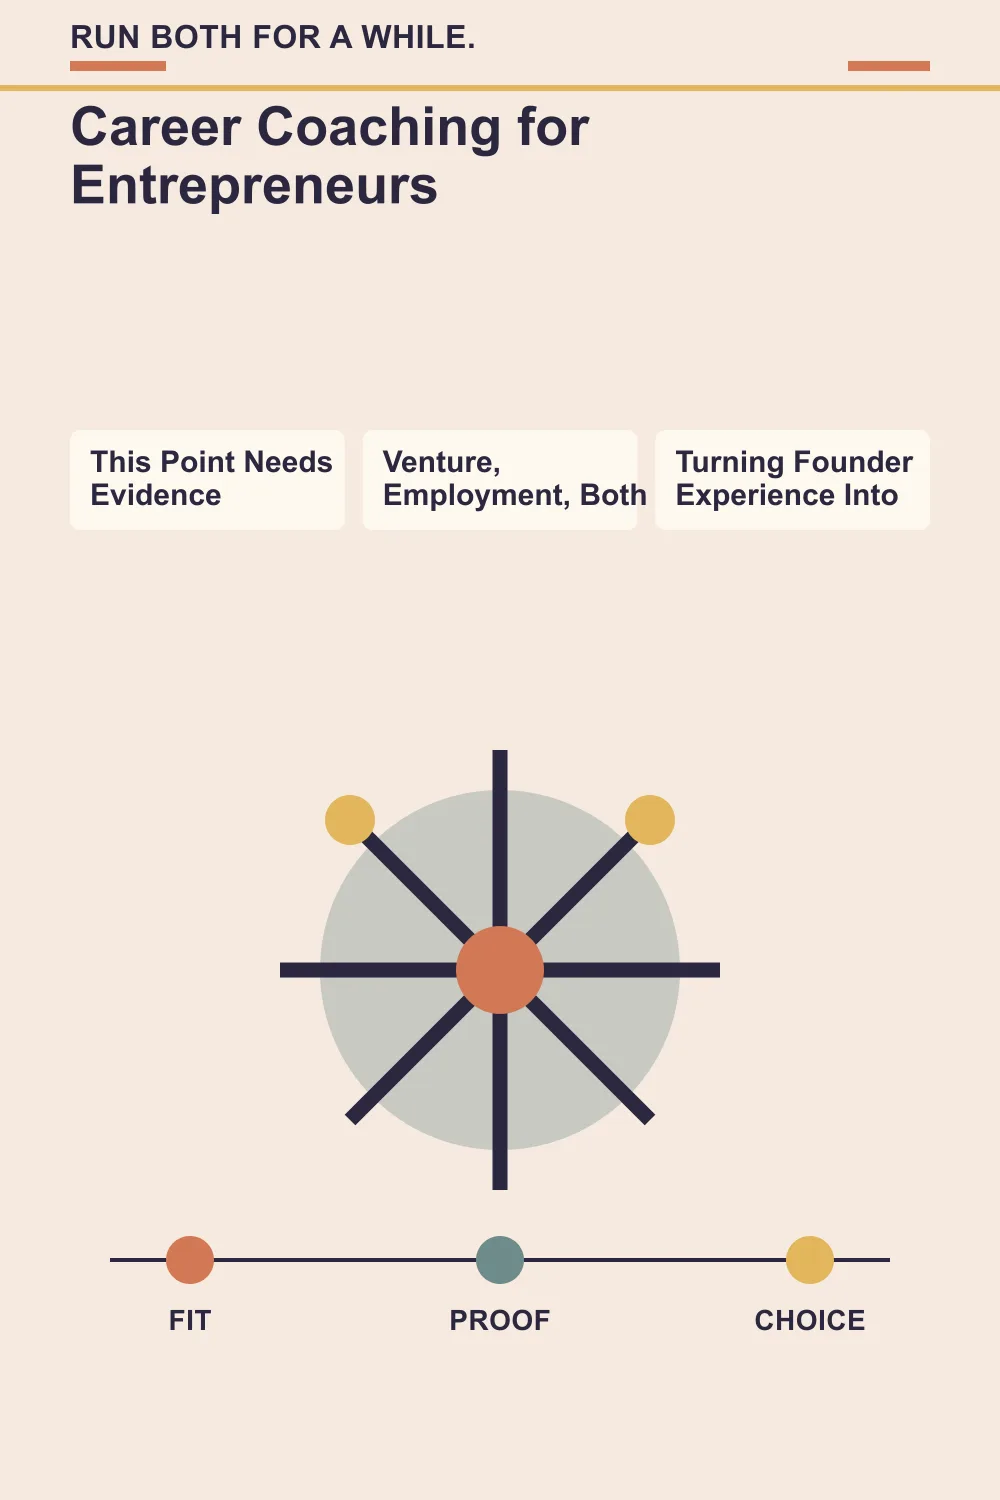 RUN BOTH FOR A WHILE.
Career Coaching for
Entrepreneurs
This Point Needs
Evidence
Venture,
Employment, Both
Turning Founder
Experience Into
FIT
PROOF
CHOICE